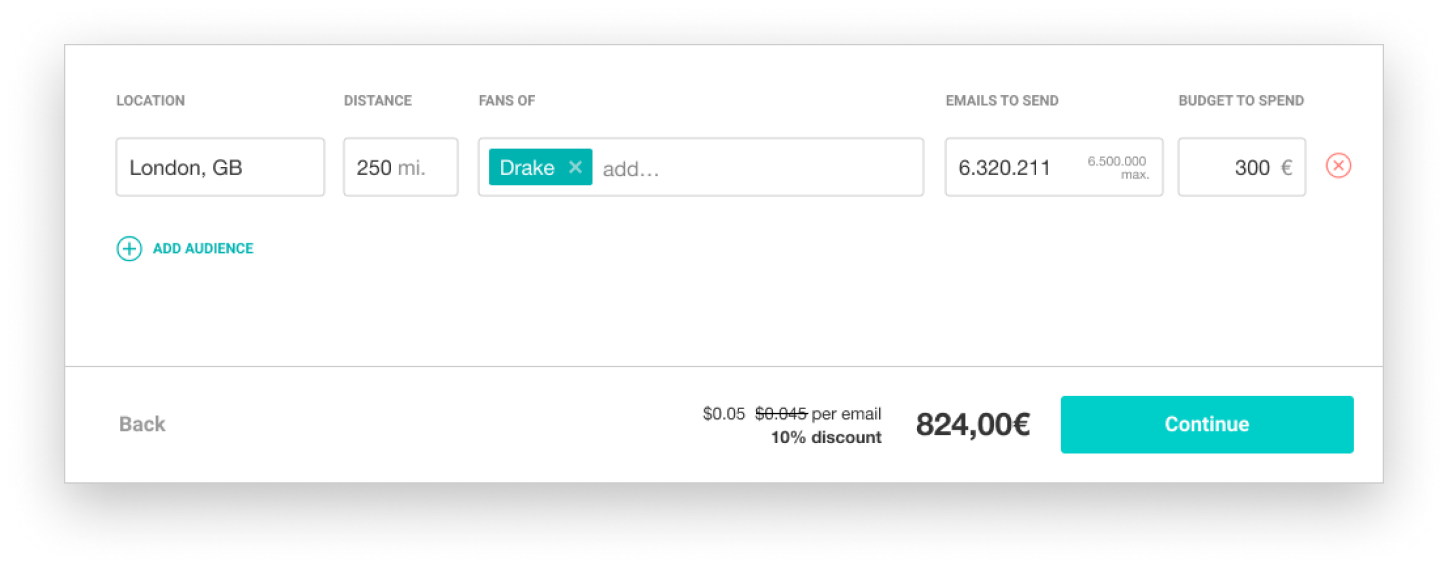 LOCATION DISTANCE FANS OF EMAILS TO SEND BUDGET TO SPEND
London, GB 250 mi. Drake × add... 6.320.211 6.500.000 max. 300 €
ADD AUDIENCE
Back
$0.05 $0.045 per email
10% discount
824,00€
Continue